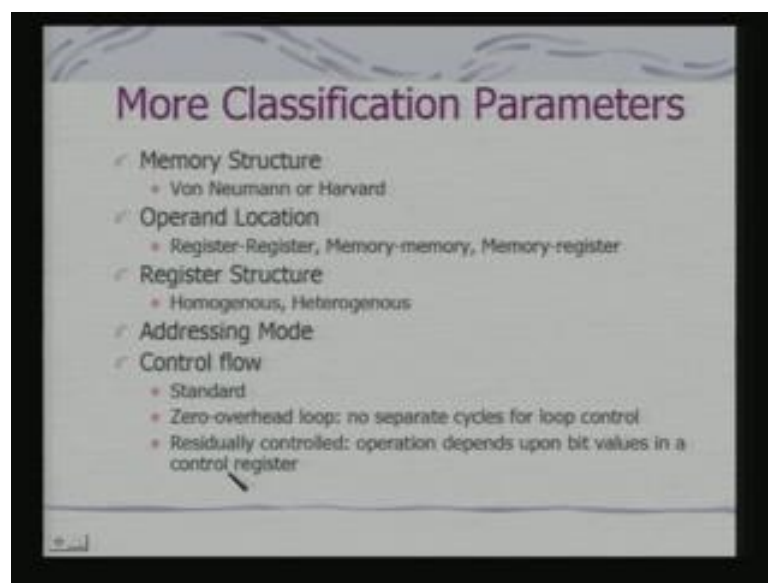 More Classification Parameters
Memory Structure
Von Neumann or Harvard
Operand Location
Register-Register, Memory-memory, Memory-register
Register Structure
Homogenous, Heterogenous
Addressing Mode
Control flow
Standard
Zero-overhead loop: no separate cycles for loop control
Residually controlled: operation depends upon bit values in a
control register